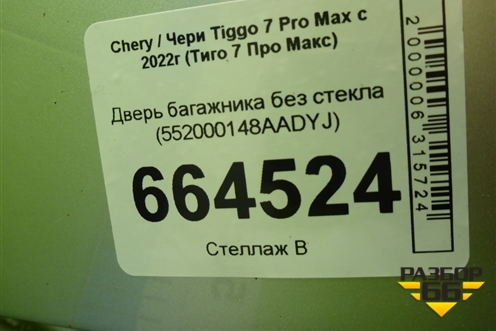 Chery / Чери Tiggo 7 Pro Max с
2022г (Тиго 7 Про Макс)
Дверь багажника без стекла
(552000148AADYJ)
664524
Стеллаж В
2000006315724
РАЗБОР
66